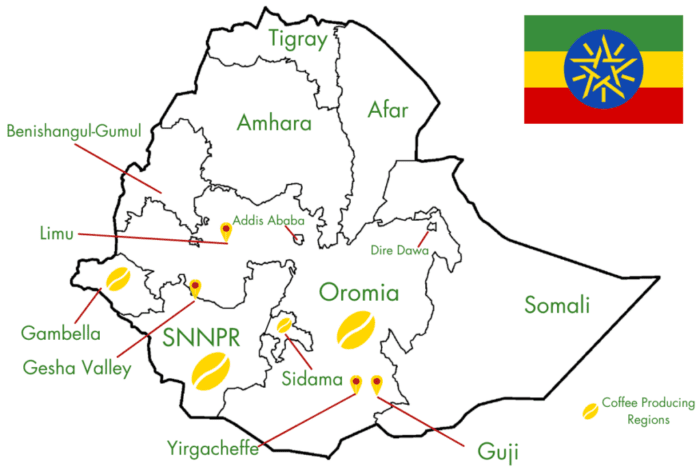 Tigray
Afar
Amhara
Benishangul-Gumul
Addis Ababa
Limu
Dire Dawa
Oromia
Somali
Gambella
SNNPR
Gesha Valley
Sidama
Coffee Producing
Regions
Yirgacheffe
Guji